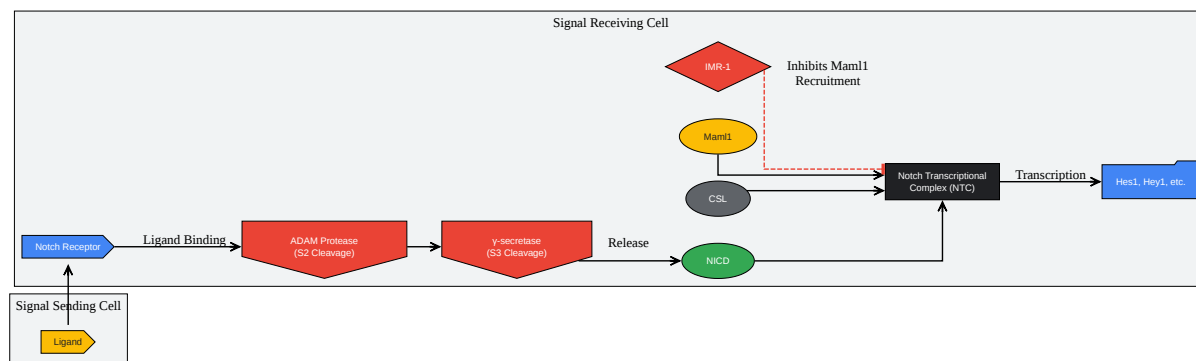 Signal Receiving Cell
IMR-1
Inhibits Maml1
Recruitment
Maml1
CSL
Notch Transcriptional
Complex (NTC)
Transcription
Hes1, Hey1, etc.
Notch Receptor
Ligand Binding
ADAM Protease
(S2 Cleavage)
γ-secretase
(S3 Cleavage)
Release
NICD
Signal Sending Cell
Ligand